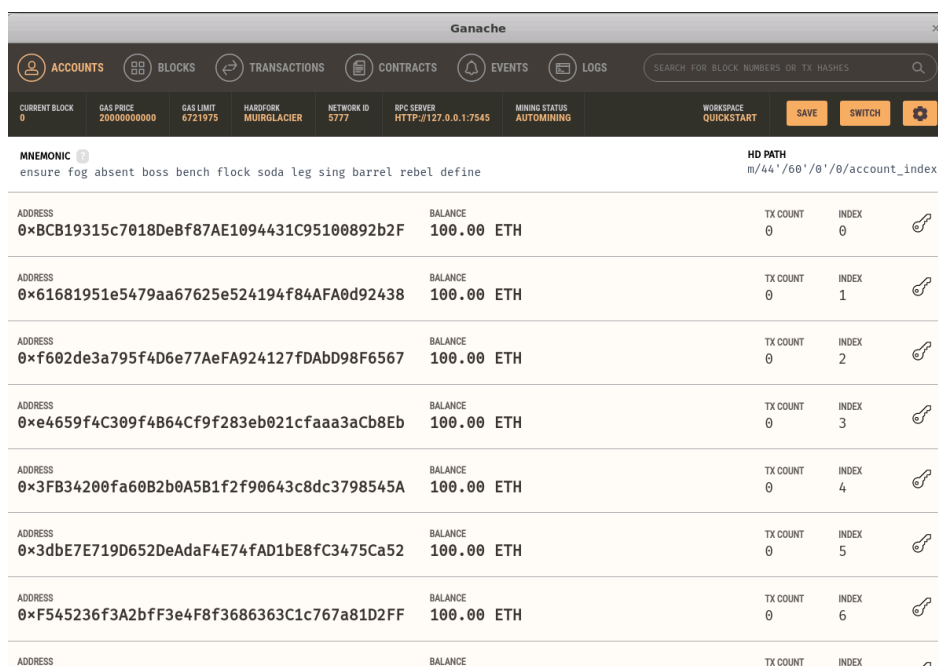 Ganache
ACCOUNTS BLOCKS TRANSACTIONS CONTRACTS EVENTS LOGS SEARCH FOR BLOCK NUMBERS OR TX HASHES
CURRENT BLOCK GAS PRICE GAS LIMIT HARDFORK NETWORK ID RPC SERVER MINING STATUS WORKSPACE
0 20000000000 6721975 MUIRGLACIER 5777 HTTP://127.0.0.1:7545 AUTOMINING QUICKSTART SAVE SWITCH
MNEMONIC ? HD PATH
ensure fog absent boss bench flock soda leg sing barrel rebel define m/44'/60'/0'/0/account_index
ADDRESS BALANCE TX COUNT INDEX
0×BCB19315c7018DeBf87AE1094431C95100892b2F 100.00 ETH 0 0
ADDRESS BALANCE TX COUNT INDEX
0×61681951e5479aa67625e524194f84AFA0d92438 100.00 ETH 0 1
ADDRESS BALANCE TX COUNT INDEX
0×f602de3a795f4D6e77AeFA924127fDAbD98F6567 100.00 ETH 0 2
ADDRESS BALANCE TX COUNT INDEX
0×e4659f4C309f4B64Cf9f283eb021cfaaa3aCb8Eb 100.00 ETH 0 3
ADDRESS BALANCE TX COUNT INDEX
0×3FB34200fa60B2b0A5B1f2f90643c8dc3798545A 100.00 ETH 0 4
ADDRESS BALANCE TX COUNT INDEX
0×3dbE7E719D652DeAdaF4E74fAD1bE8fC3475Ca52 100.00 ETH 0 5
ADDRESS BALANCE TX COUNT INDEX
0×F545236f3A2bfF3e4F8f3686363C1c767a81D2FF 100.00 ETH 0 6
ADDRESS BALANCE TX COUNT INDEX